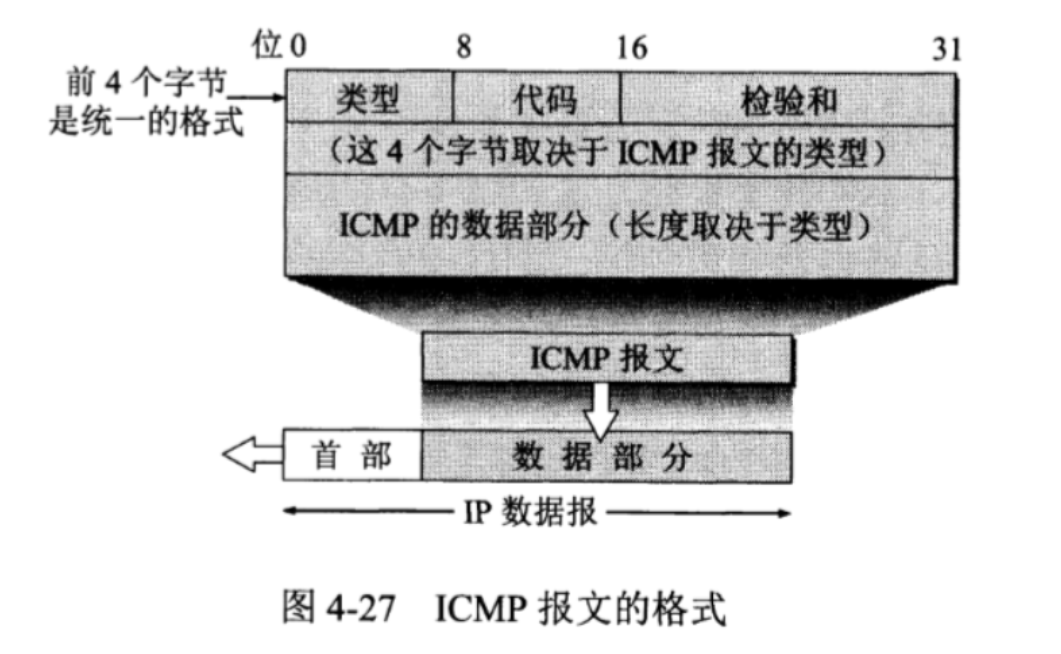 位 0 8 16 31
前 4 个字节
是统一的格式
类型 代码 检验和
（这 4 个字节取决于 ICMP 报文的类型）
ICMP 的数据部分（长度取决于类型）
ICMP 报文
首 部 数 据 部 分
IP 数据报
图 4-27 ICMP 报文的格式